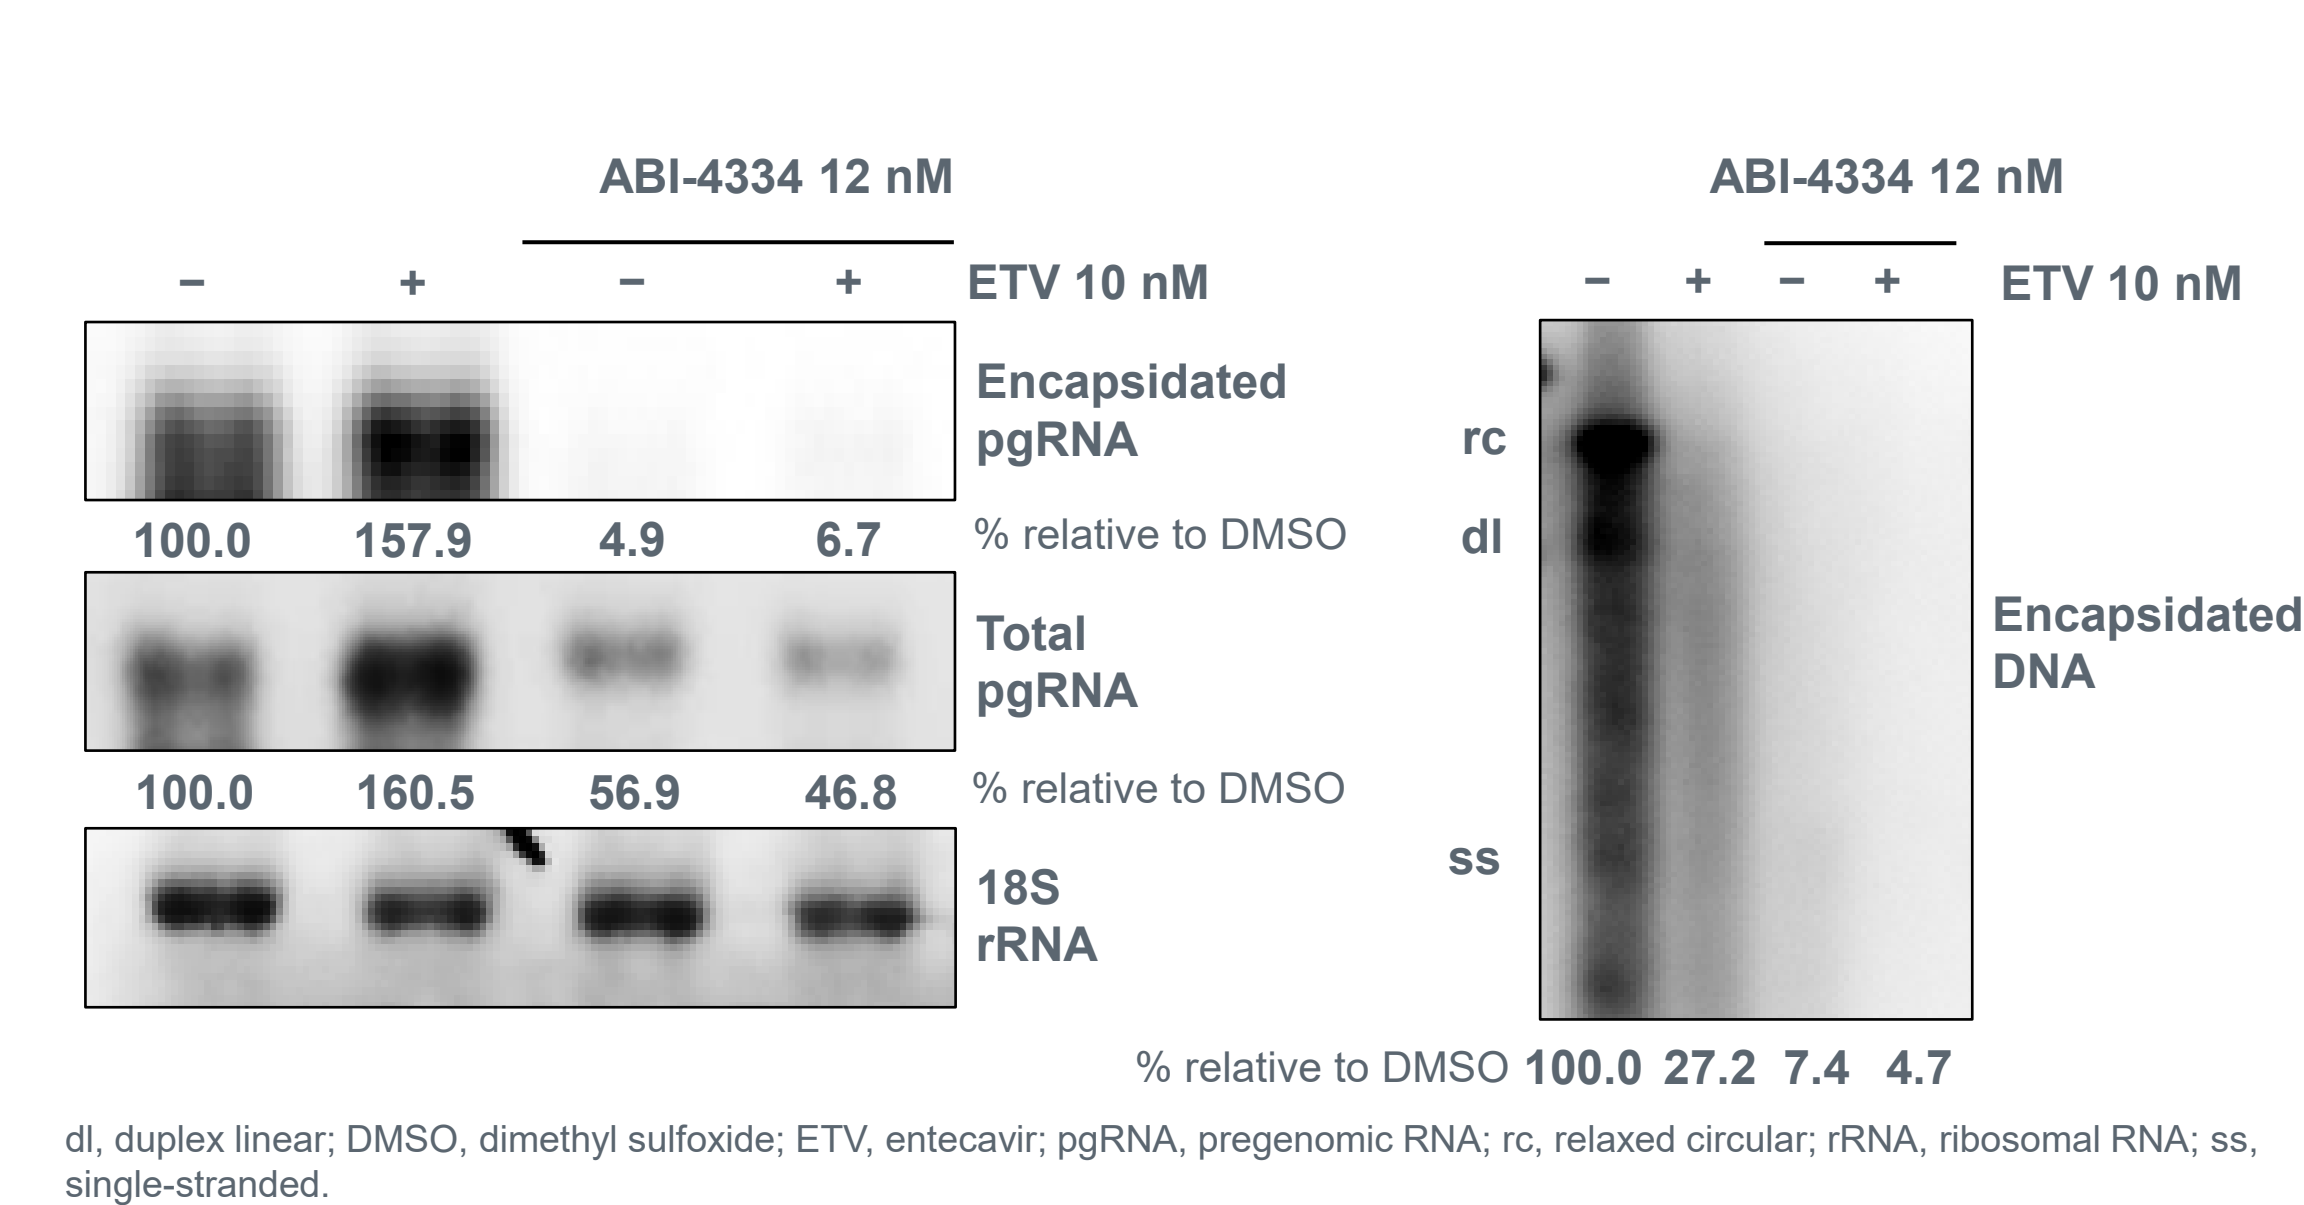 ABI-4334 12 nM
− + − + ETV 10 nM
Encapsidated
pgRNA
100.0 157.9 4.9 6.7 % relative to DMSO
Total
pgRNA
100.0 160.5 56.9 46.8 % relative to DMSO
18S
rRNA
ABI-4334 12 nM
− + − + ETV 10 nM
rc
dl
ss
Encapsidated
DNA
% relative to DMSO 100.0 27.2 7.4 4.7
dl, duplex linear; DMSO, dimethyl sulfoxide; ETV, entecavir; pgRNA, pregenomic RNA; rc, relaxed circular; rRNA, ribosomal RNA; ss,
single-stranded.